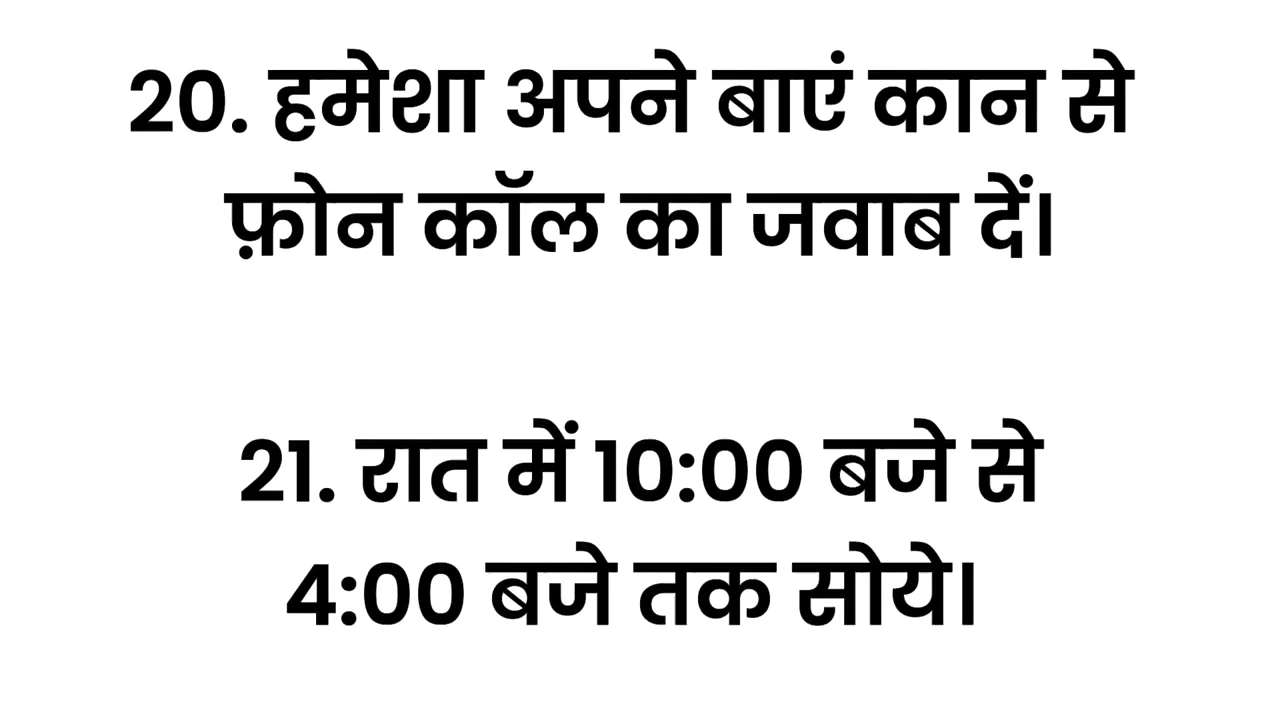 20. हमेशा अपने बाएं कान से
फ़ोन कॉल का जवाब दें।
21. रात में 10:00 बजे से
4:00 बजे तक सोये।